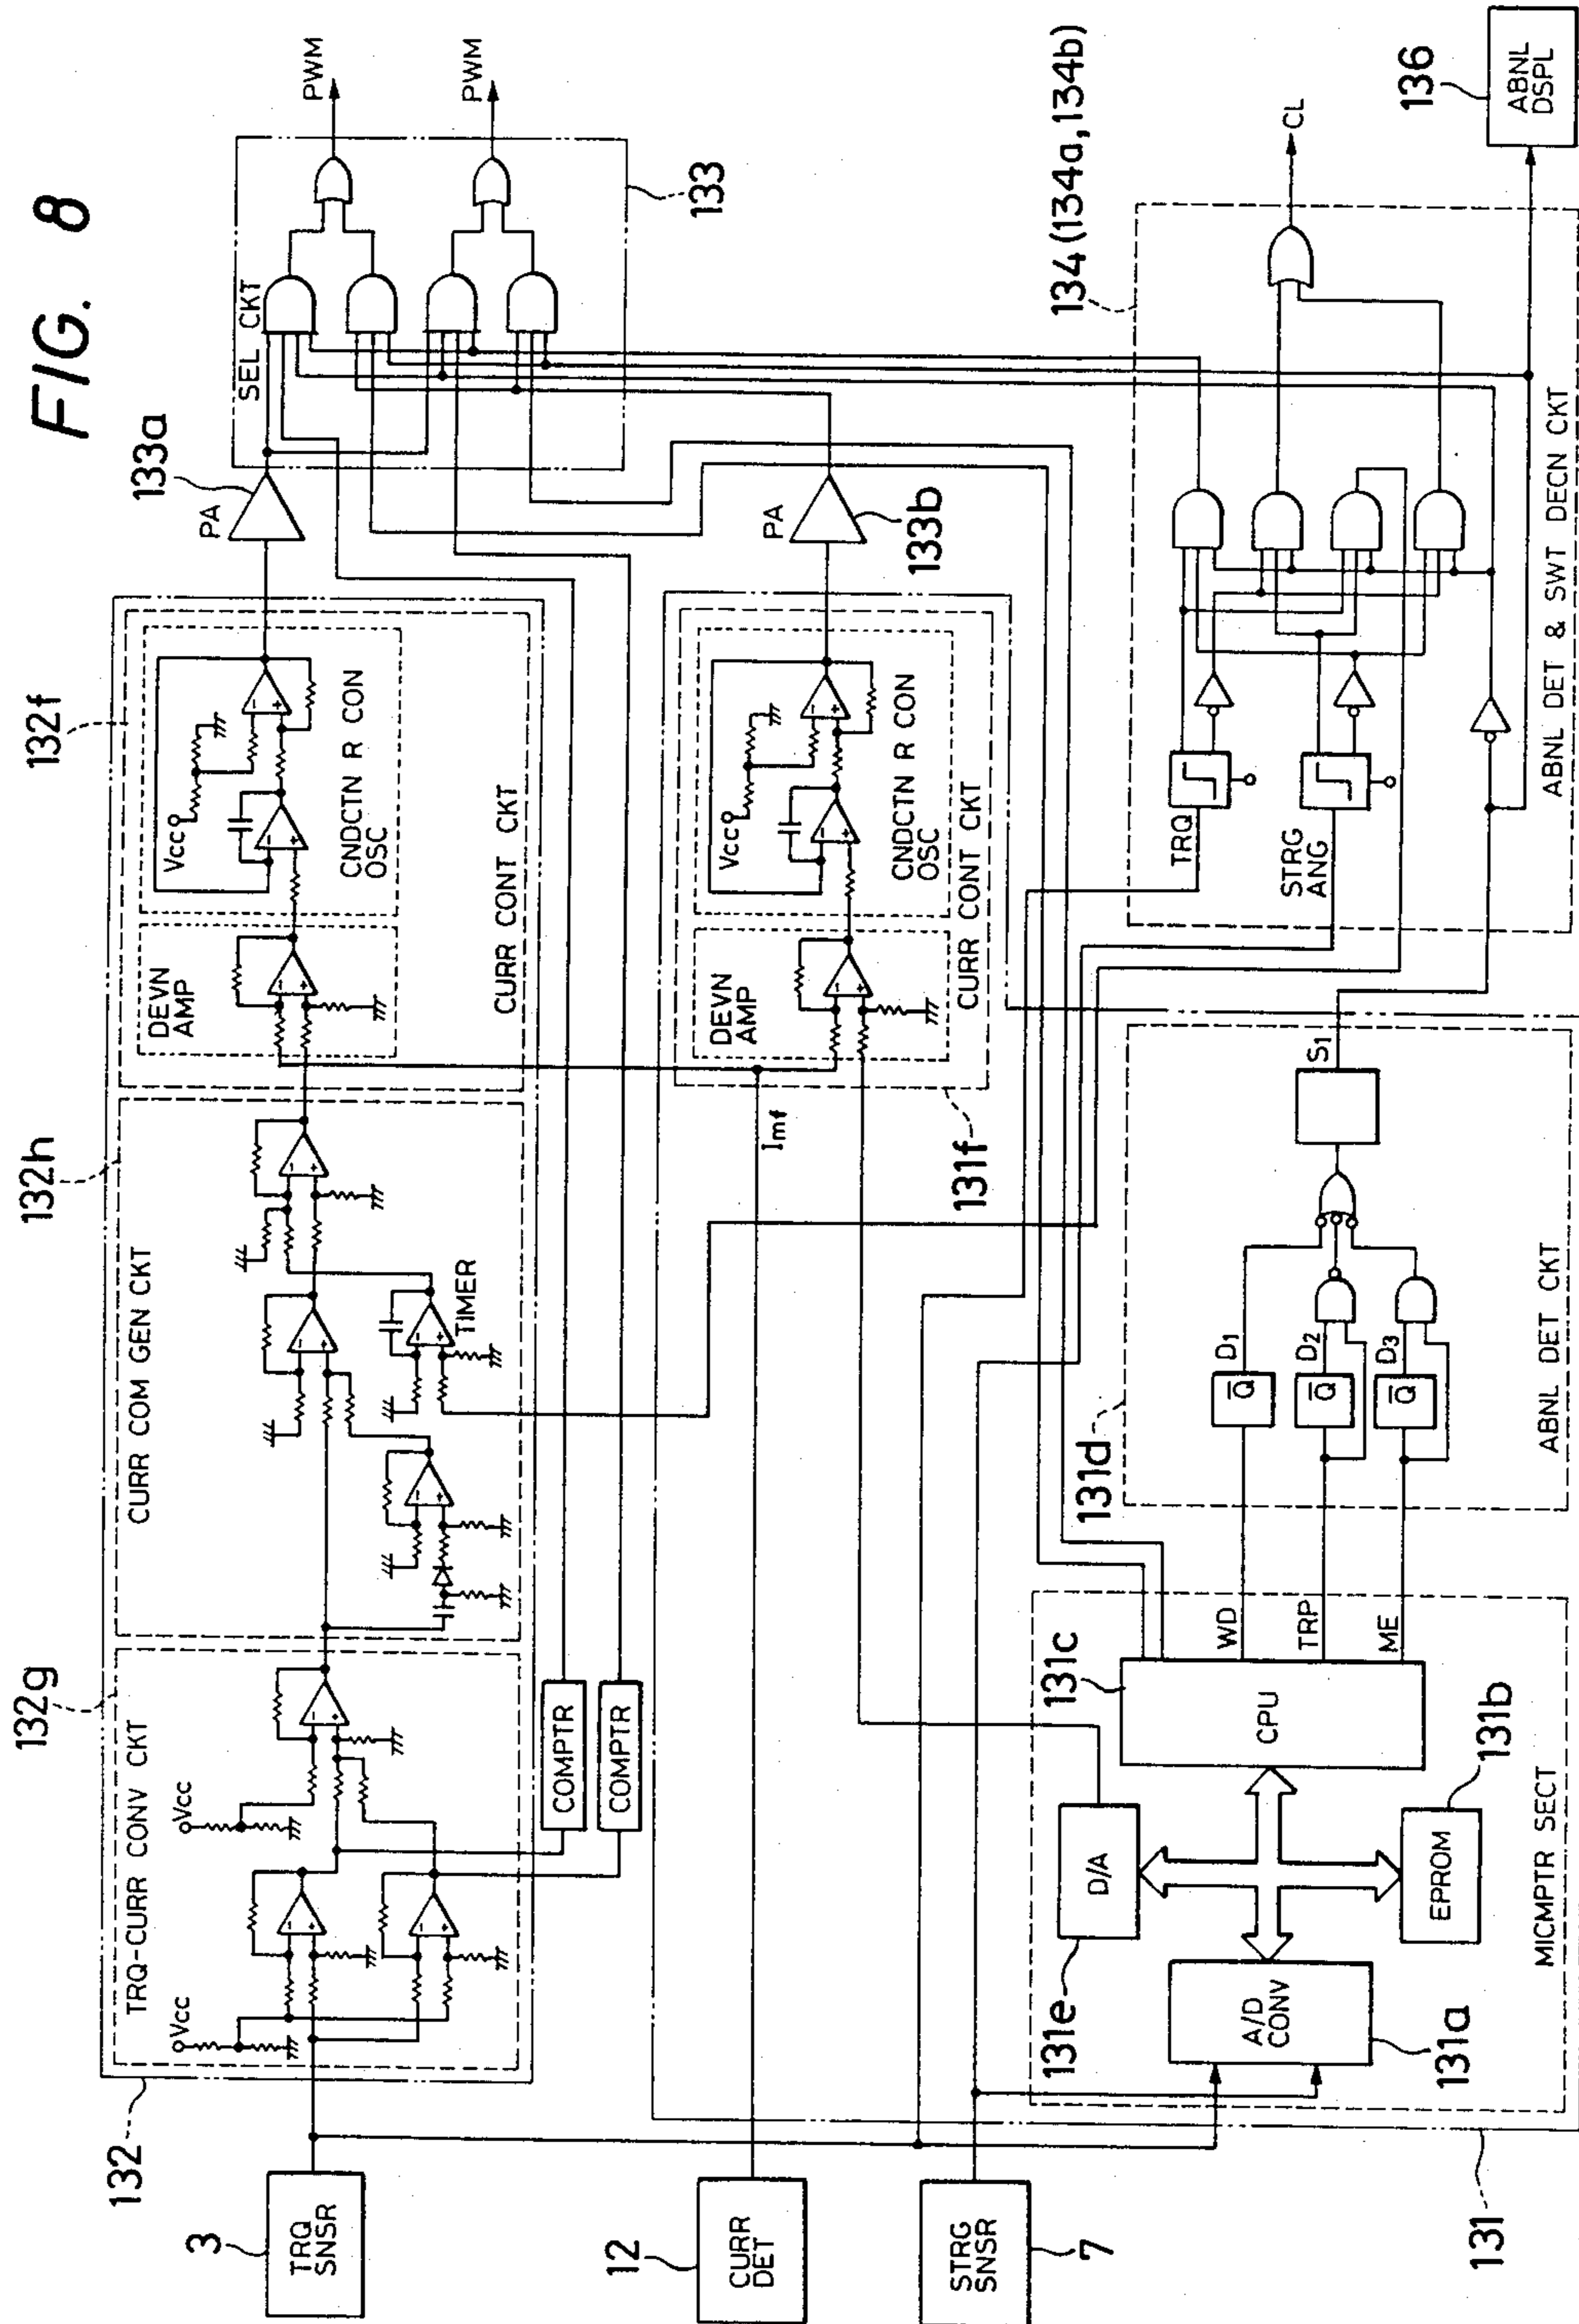 FIG. 8
132f
132h
132g
132
3
TRQ
SNSR
TRQ-CURR CONV CKT
Vcc
Vcc
CURR COM GEN CKT
TIMER
CURR CONT CKT
DEVN
AMP
Vcc
CNDCTN R CON
OSC
PA
133a
SEL CKT
PWM
PWM
133
COMPTR
COMPTR
12
CURR
DET
Imf
131f
DEVN
AMP
CURR CONT CKT
Vcc
CNDCTN R CON
OSC
PA
133b
STRG
SNSR
7
131e
D/A
131c
CPU
A/D
CONV
131a
EPROM
131b
MICMPTR SECT
131
WD
TRP
ME
131d
Q
Q
Q
D1
D2
D3
S1
ABNL DET CKT
TRQ
STRG
ANG
134(134a,134b)
CL
ABNL DET & SWT DECN CKT
136
ABNL
DSPL